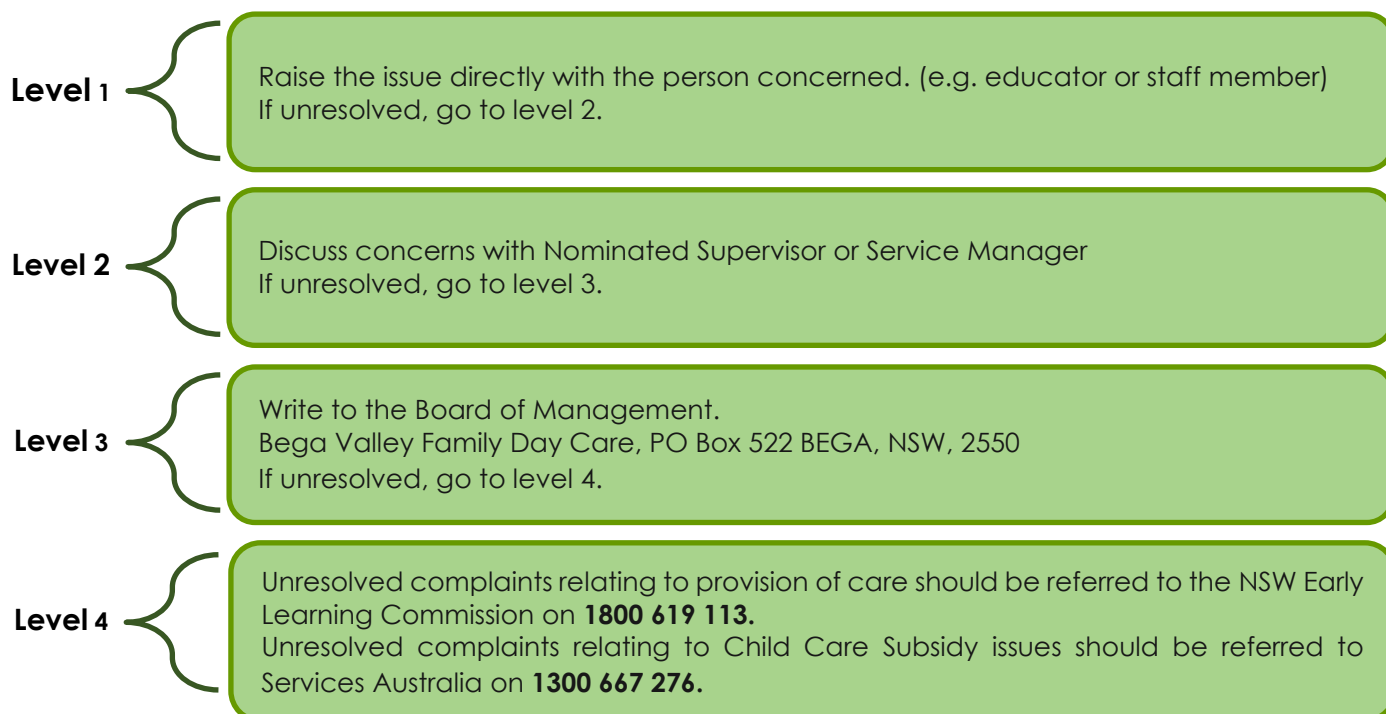 Level 1
Raise the issue directly with the person concerned. (e.g. educator or staff member)
If unresolved, go to level 2.
Level 2
Discuss concerns with Nominated Supervisor or Service Manager
If unresolved, go to level 3.
Level 3
Write to the Board of Management.
Bega Valley Family Day Care, PO Box 522 BEGA, NSW, 2550
If unresolved, go to level 4.
Level 4
Unresolved complaints relating to provision of care should be referred to the NSW Early
Learning Commission on 1800 619 113.
Unresolved complaints relating to Child Care Subsidy issues should be referred to
Services Australia on 1300 667 276.